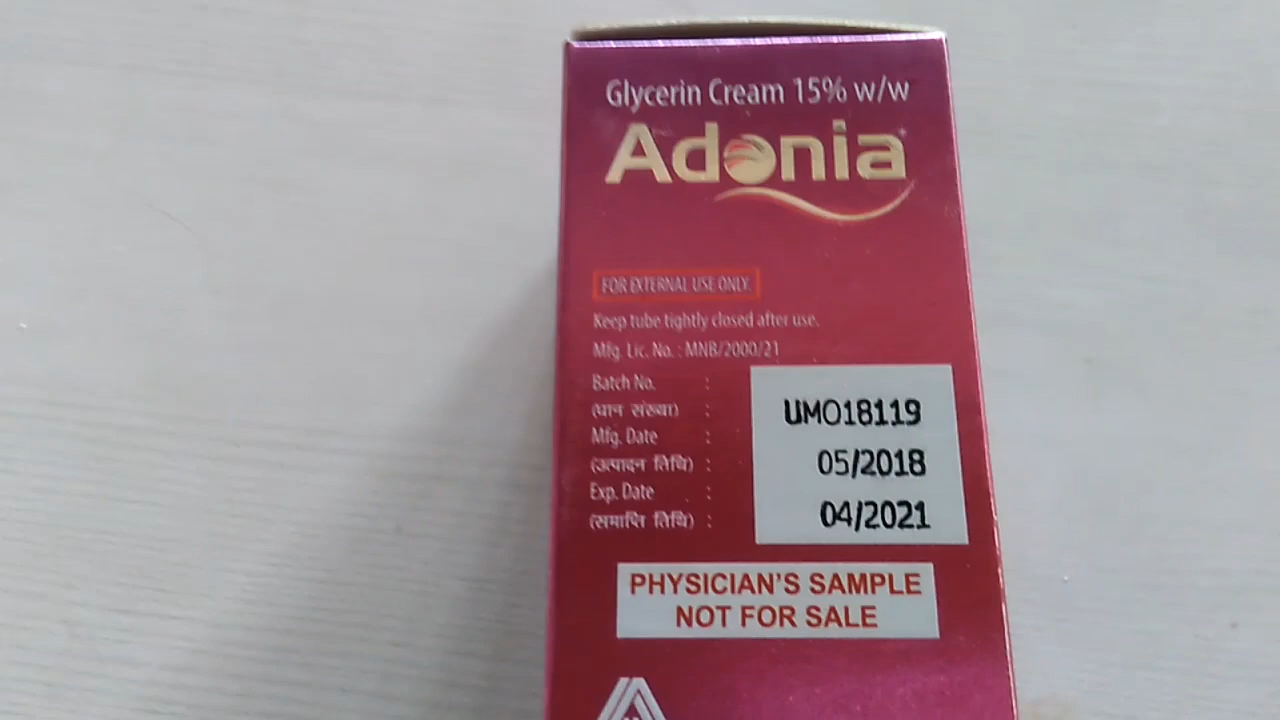 Glycerin Cream 15% w/w
Adonia
FOR EXTERNAL USE ONLY.
Keep tube tightly closed after use.
Mfg. Lic. No. : MNB/2000/21
Batch No. :
(घान संख्या) : UMO18119
Mfg. Date :
(उत्पादन तिथि) : 05/2018
Exp. Date :
(समाप्ति तिथि) : 04/2021
PHYSICIAN'S SAMPLE
NOT FOR SALE